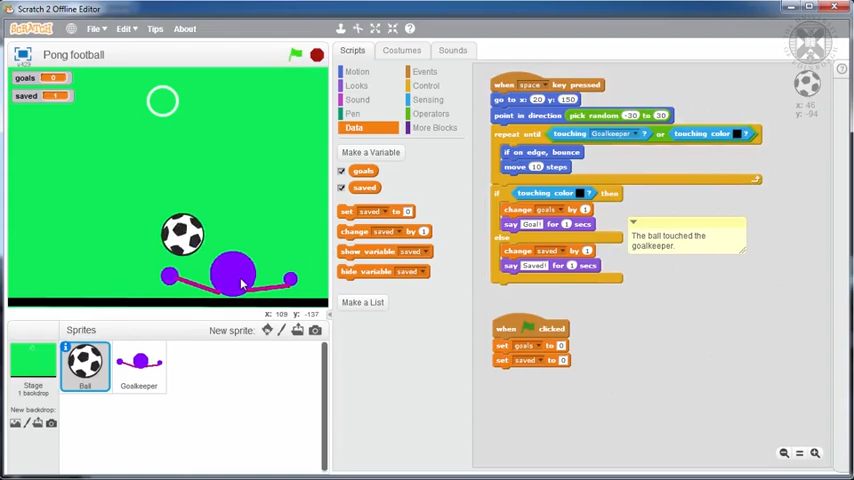 Scratch 2 Offline Editor
SCRATCH File Edit Tips About
Pong football
v429
goals 0
saved 1
x: 109 y: -137
Sprites New sprite:
Stage
1 backdrop
New backdrop:
Ball
Goalkeeper
Scripts Costumes Sounds
Motion Events
Looks Control
Sound Sensing
Pen Operators
Data More Blocks
Make a Variable
goals
saved
set saved to 0
change saved by 1
show variable saved
hide variable saved
Make a List
when space key pressed
go to x: 20 y: 150
point in direction pick random -30 to 30
repeat until touching Goalkeeper ? or touching color ?
if on edge, bounce
move 10 steps
if touching color ? then
change goals by 1
say Goal! for 1 secs
else
change saved by 1
say Saved! for 1 secs
The ball touched the
goalkeeper.
when clicked
set goals to 0
set saved to 0
x: 46
y: -94